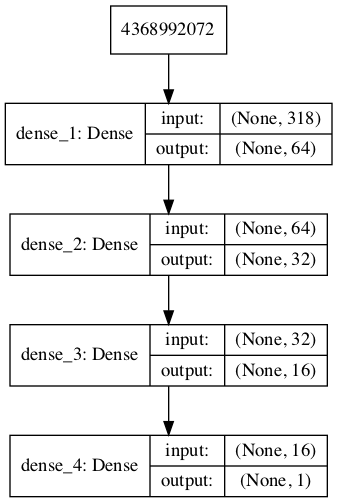 4368992072
dense_1: Dense
input:
(None, 318)
output:
(None, 64)
dense_2: Dense
input:
(None, 64)
output:
(None, 32)
dense_3: Dense
input:
(None, 32)
output:
(None, 16)
dense_4: Dense
input:
(None, 16)
output:
(None, 1)